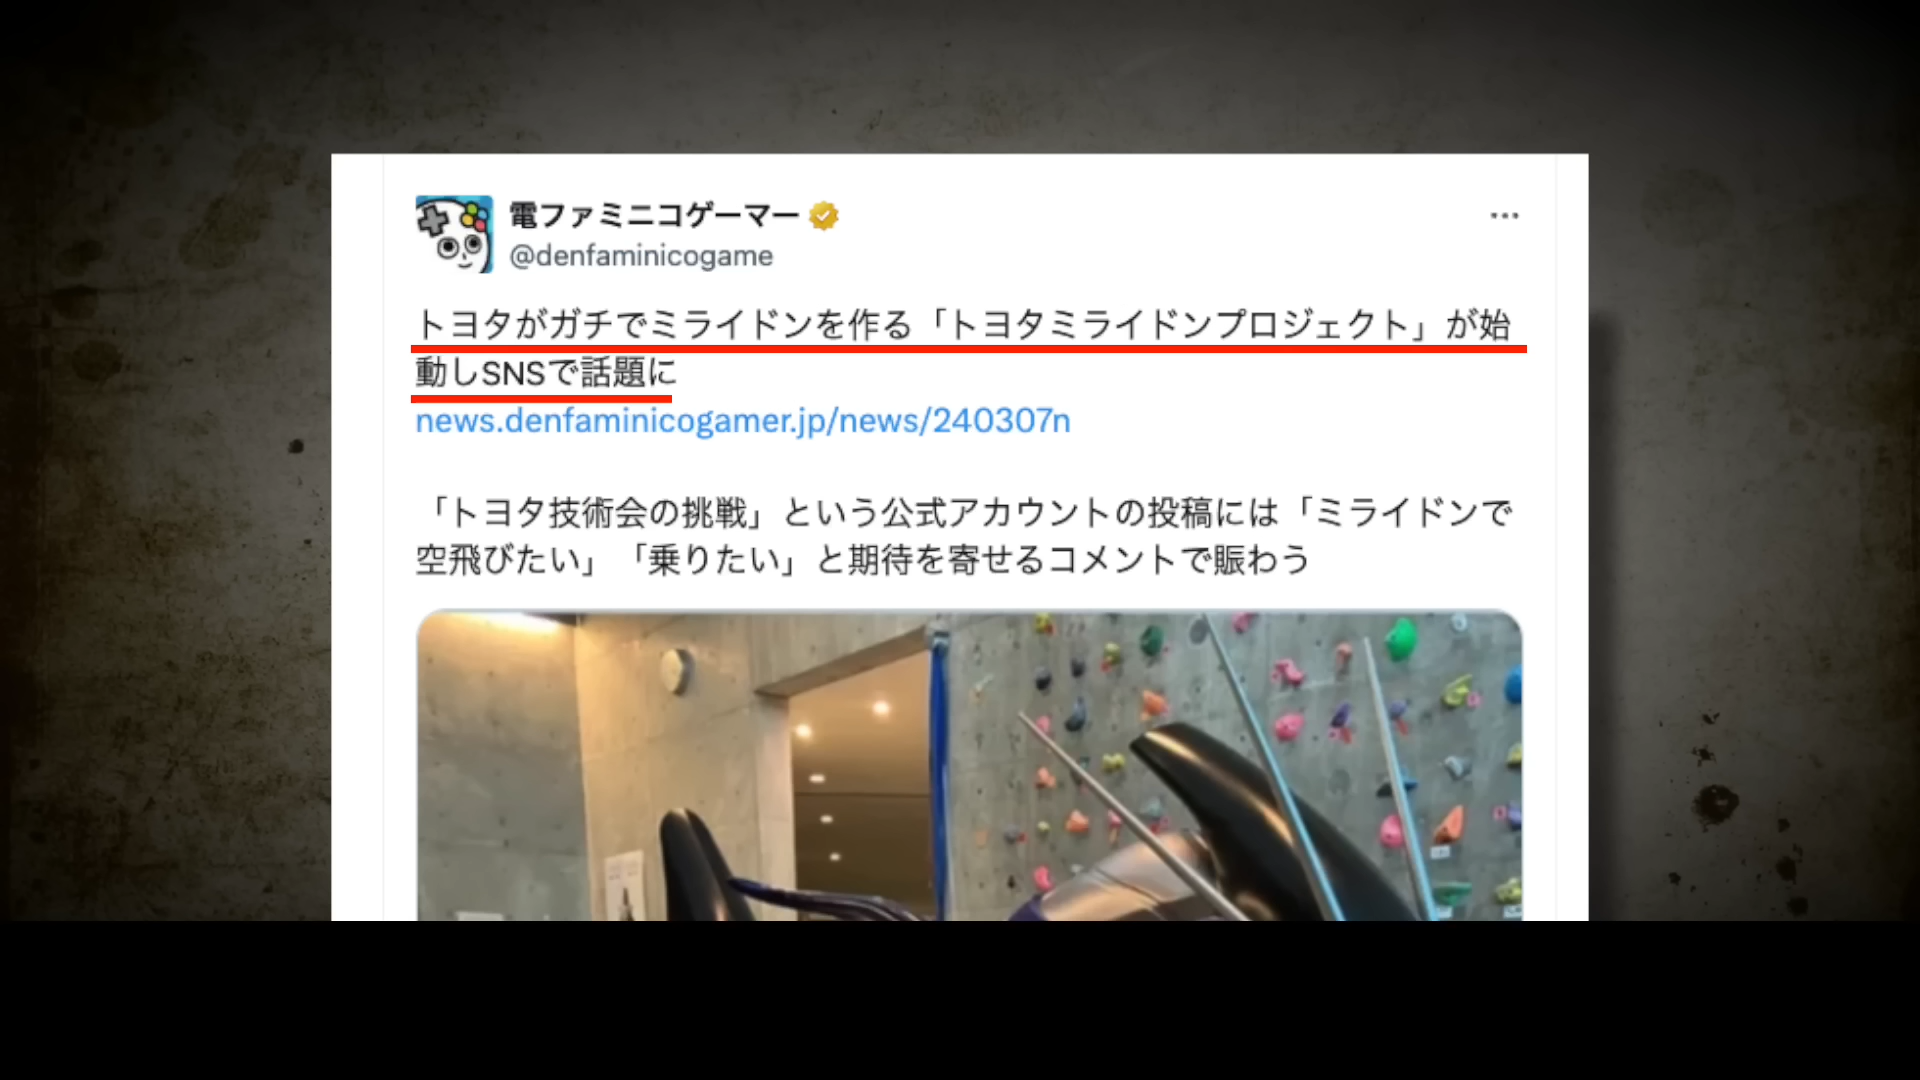 電ファミニコゲーマー
@denfaminicogame
トヨタがガチでミライドンを作る「トヨタミライドンプロジェクト」が始
動しSNSで話題に
news.denfaminicogamer.jp/news/240307n
「トヨタ技術会の挑戦」という公式アカウントの投稿には「ミライドンで
空飛びたい」「乗りたい」と期待を寄せるコメントで賑わう